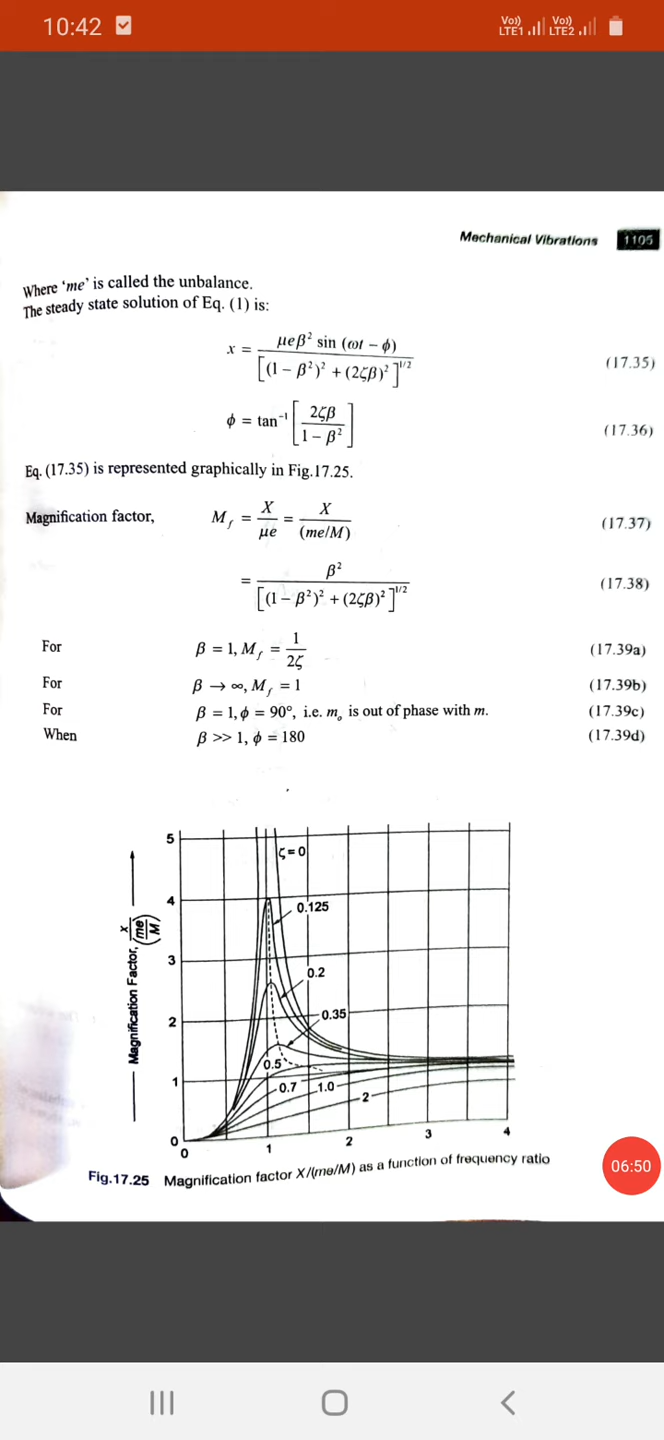 10:42
Vo)) LTE1 Vo)) LTE2
Mechanical Vibrations 1105
Where ‘me’ is called the unbalance.
The steady state solution of Eq. (1) is:
x = μeβ² sin (ωt − ϕ) / [(1 − β²)² + (2ζβ)²]^1/2 (17.35)
ϕ = tan⁻¹ [2ζβ / 1 − β²] (17.36)
Eq. (17.35) is represented graphically in Fig.17.25.
Magnification factor, M_f = X / μe = X / (me/M) (17.37)
= β² / [(1 − β²)² + (2ζβ)²]^1/2 (17.38)
For β = 1, M_f = 1 / 2ζ (17.39a)
For β → ∞, M_f = 1 (17.39b)
For β = 1, ϕ = 90°, i.e. m_o is out of phase with m. (17.39c)
When β >> 1, ϕ = 180 (17.39d)
Magnification Factor, X / (me / M)
5
4
3
2
1
0
ζ = 0
0.125
0.2
0.35
0.5
0.7
1.0
2
0 1 2 3 4
Fig.17.25 Magnification factor X/(me/M) as a function of frequency ratio
06:50